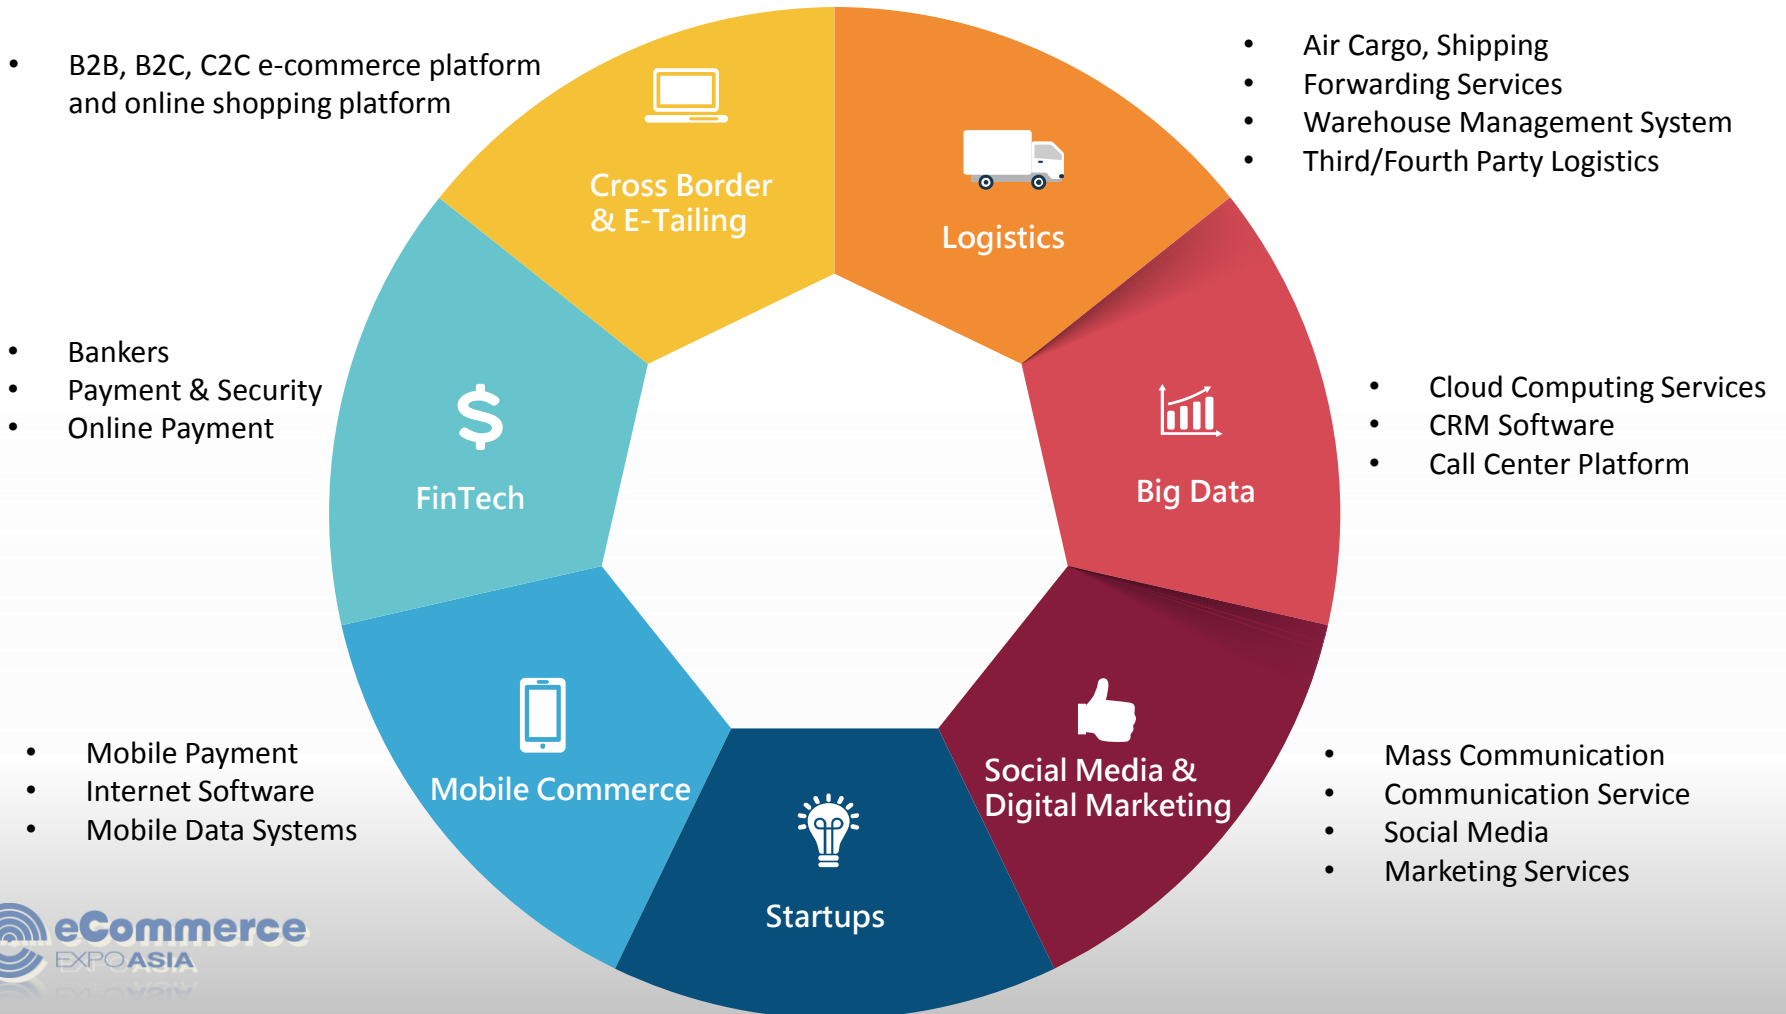 • B2B, B2C, C2C e-commerce platform
and online shopping platform
Cross Border
& E-Tailing
Logistics
• Air Cargo, Shipping
• Forwarding Services
• Warehouse Management System
• Third/Fourth Party Logistics
• Bankers
• Payment & Security
• Online Payment
FinTech
Big Data
• Cloud Computing Services
• CRM Software
• Call Center Platform
• Mobile Payment
• Internet Software
• Mobile Data Systems
Mobile Commerce
Startups
Social Media &
Digital Marketing
• Mass Communication
• Communication Service
• Social Media
• Marketing Services
eCommerce
EXPOASIA